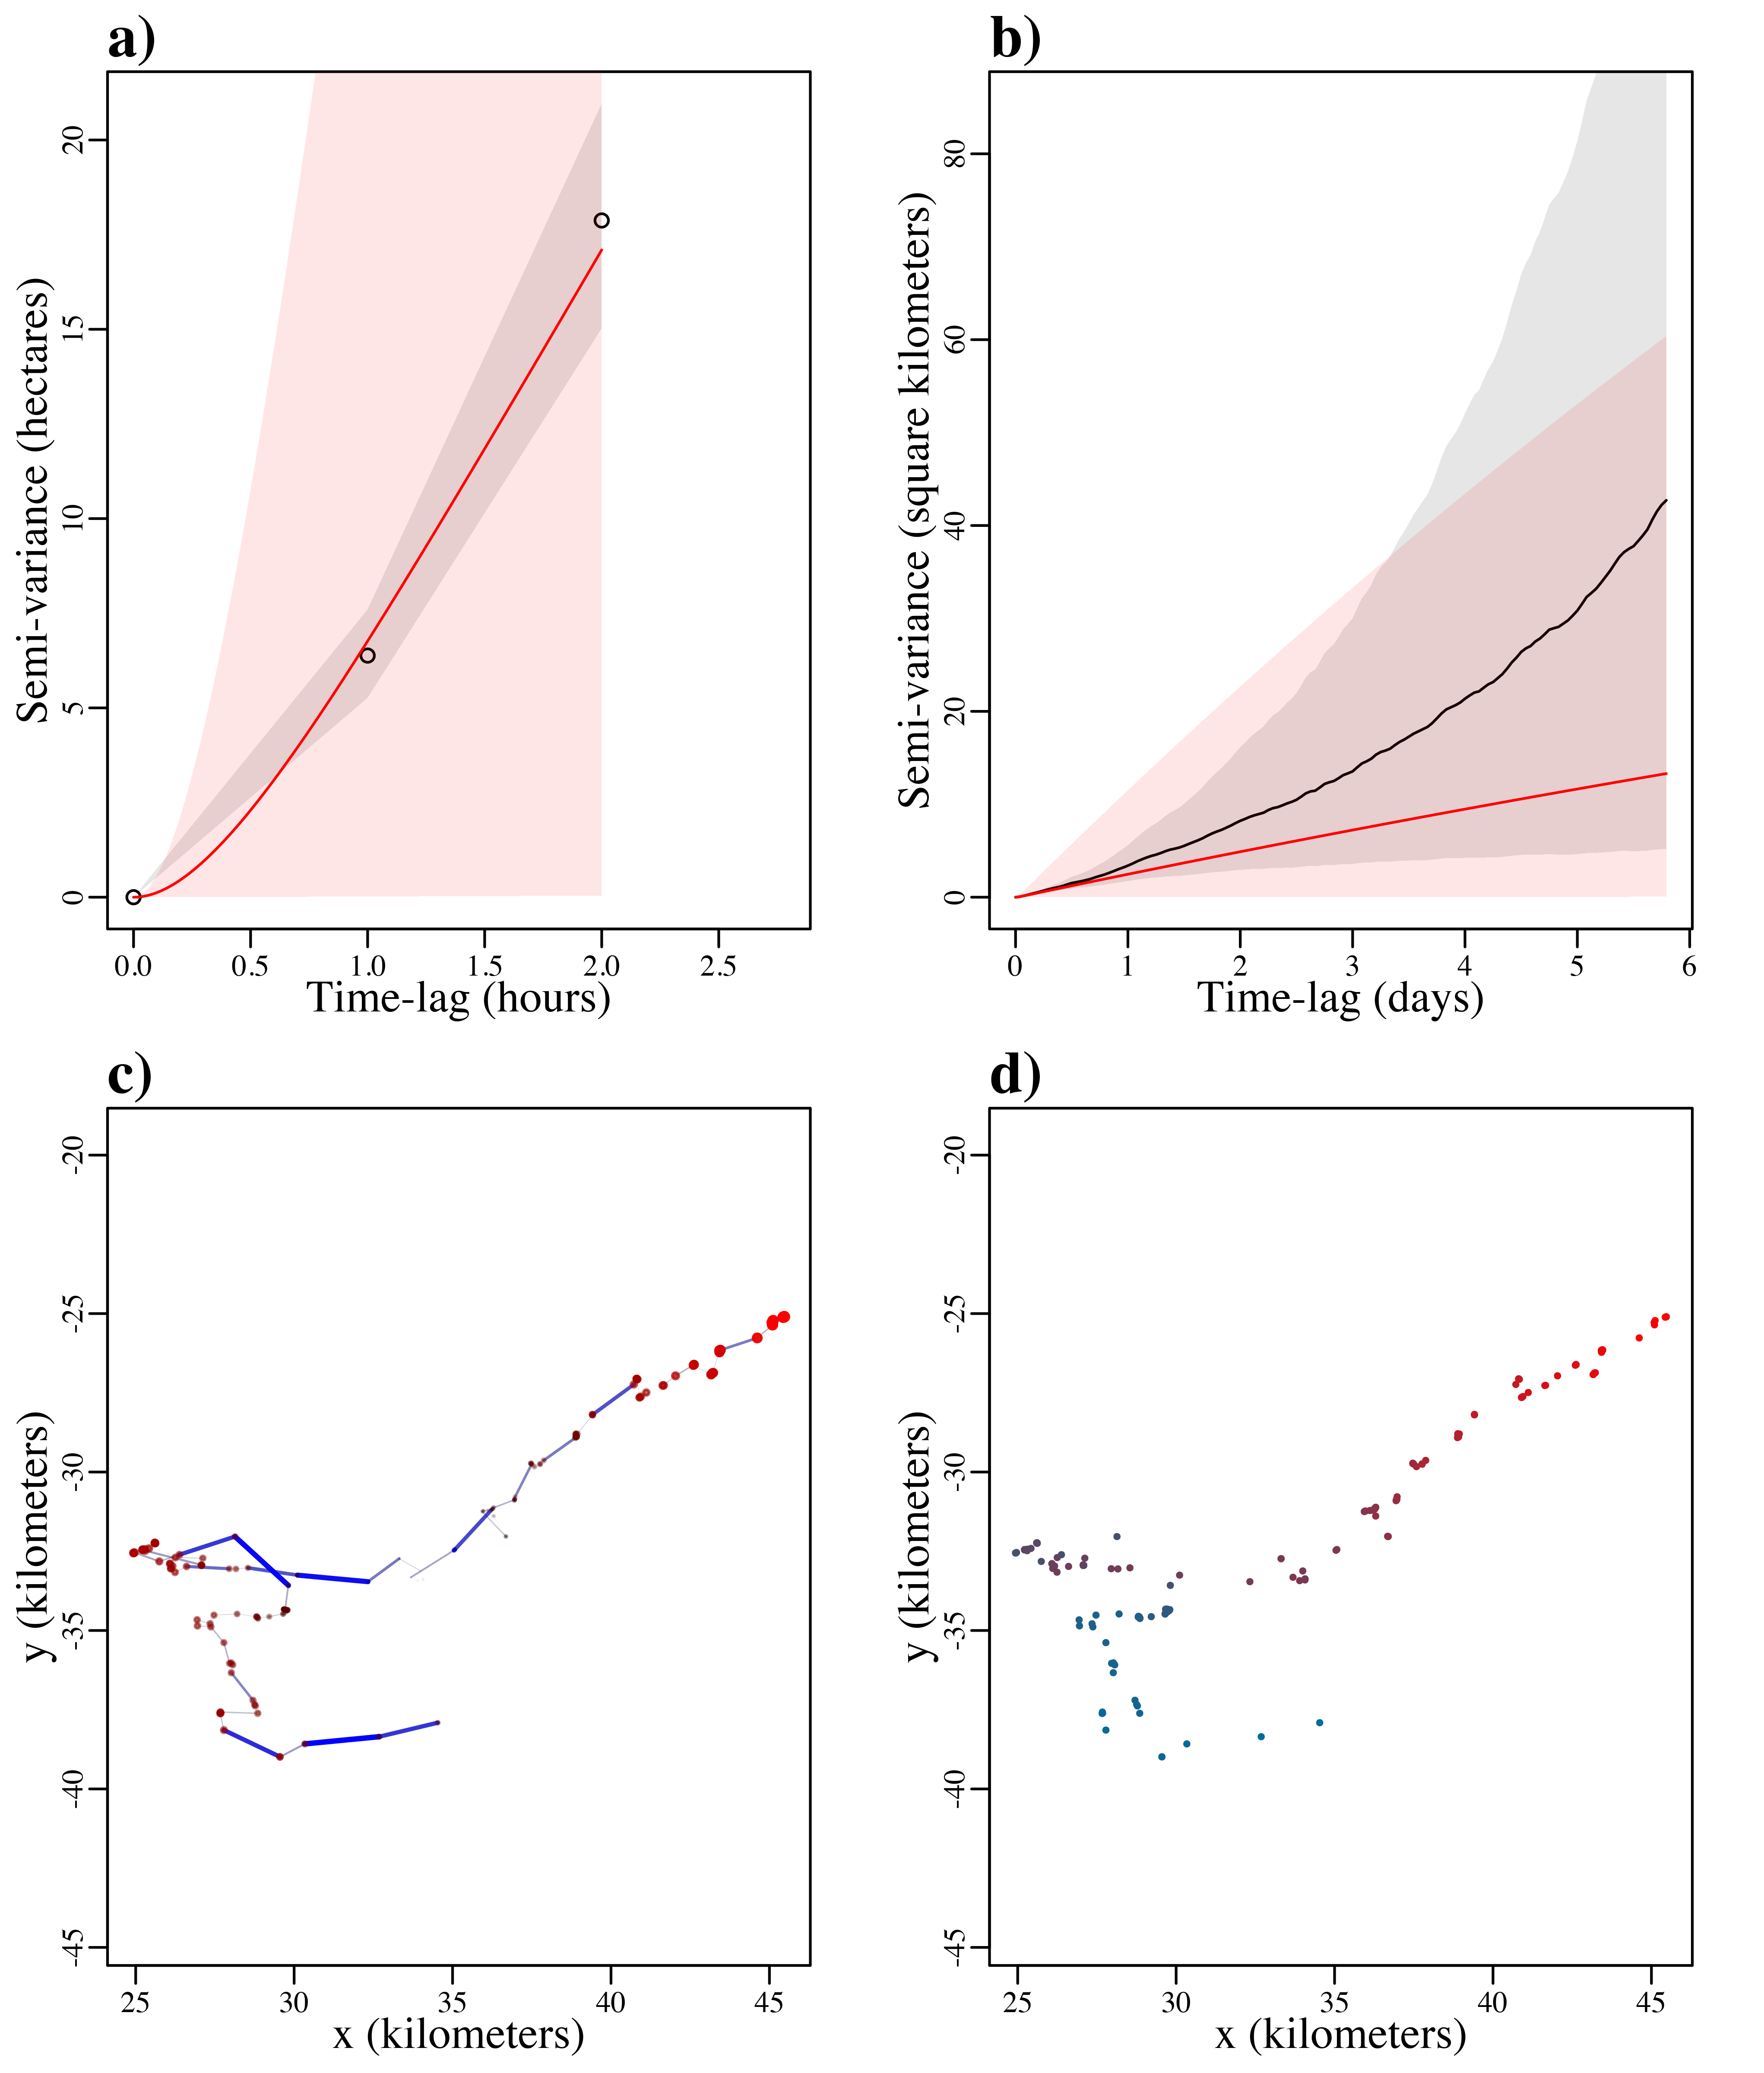 a)
Semi-variance (hectares)
20
15
10
5
0
0.0 0.5 1.0 1.5 2.0 2.5
Time-lag (hours)
b)
Semi-variance (square kilometers)
80
60
40
20
0
0 1 2 3 4 5 6
Time-lag (days)
c)
y (kilometers)
-20
-25
-30
-35
-40
-45
25 30 35 40 45
x (kilometers)
d)
y (kilometers)
-20
-25
-30
-35
-40
-45
25 30 35 40 45
x (kilometers)